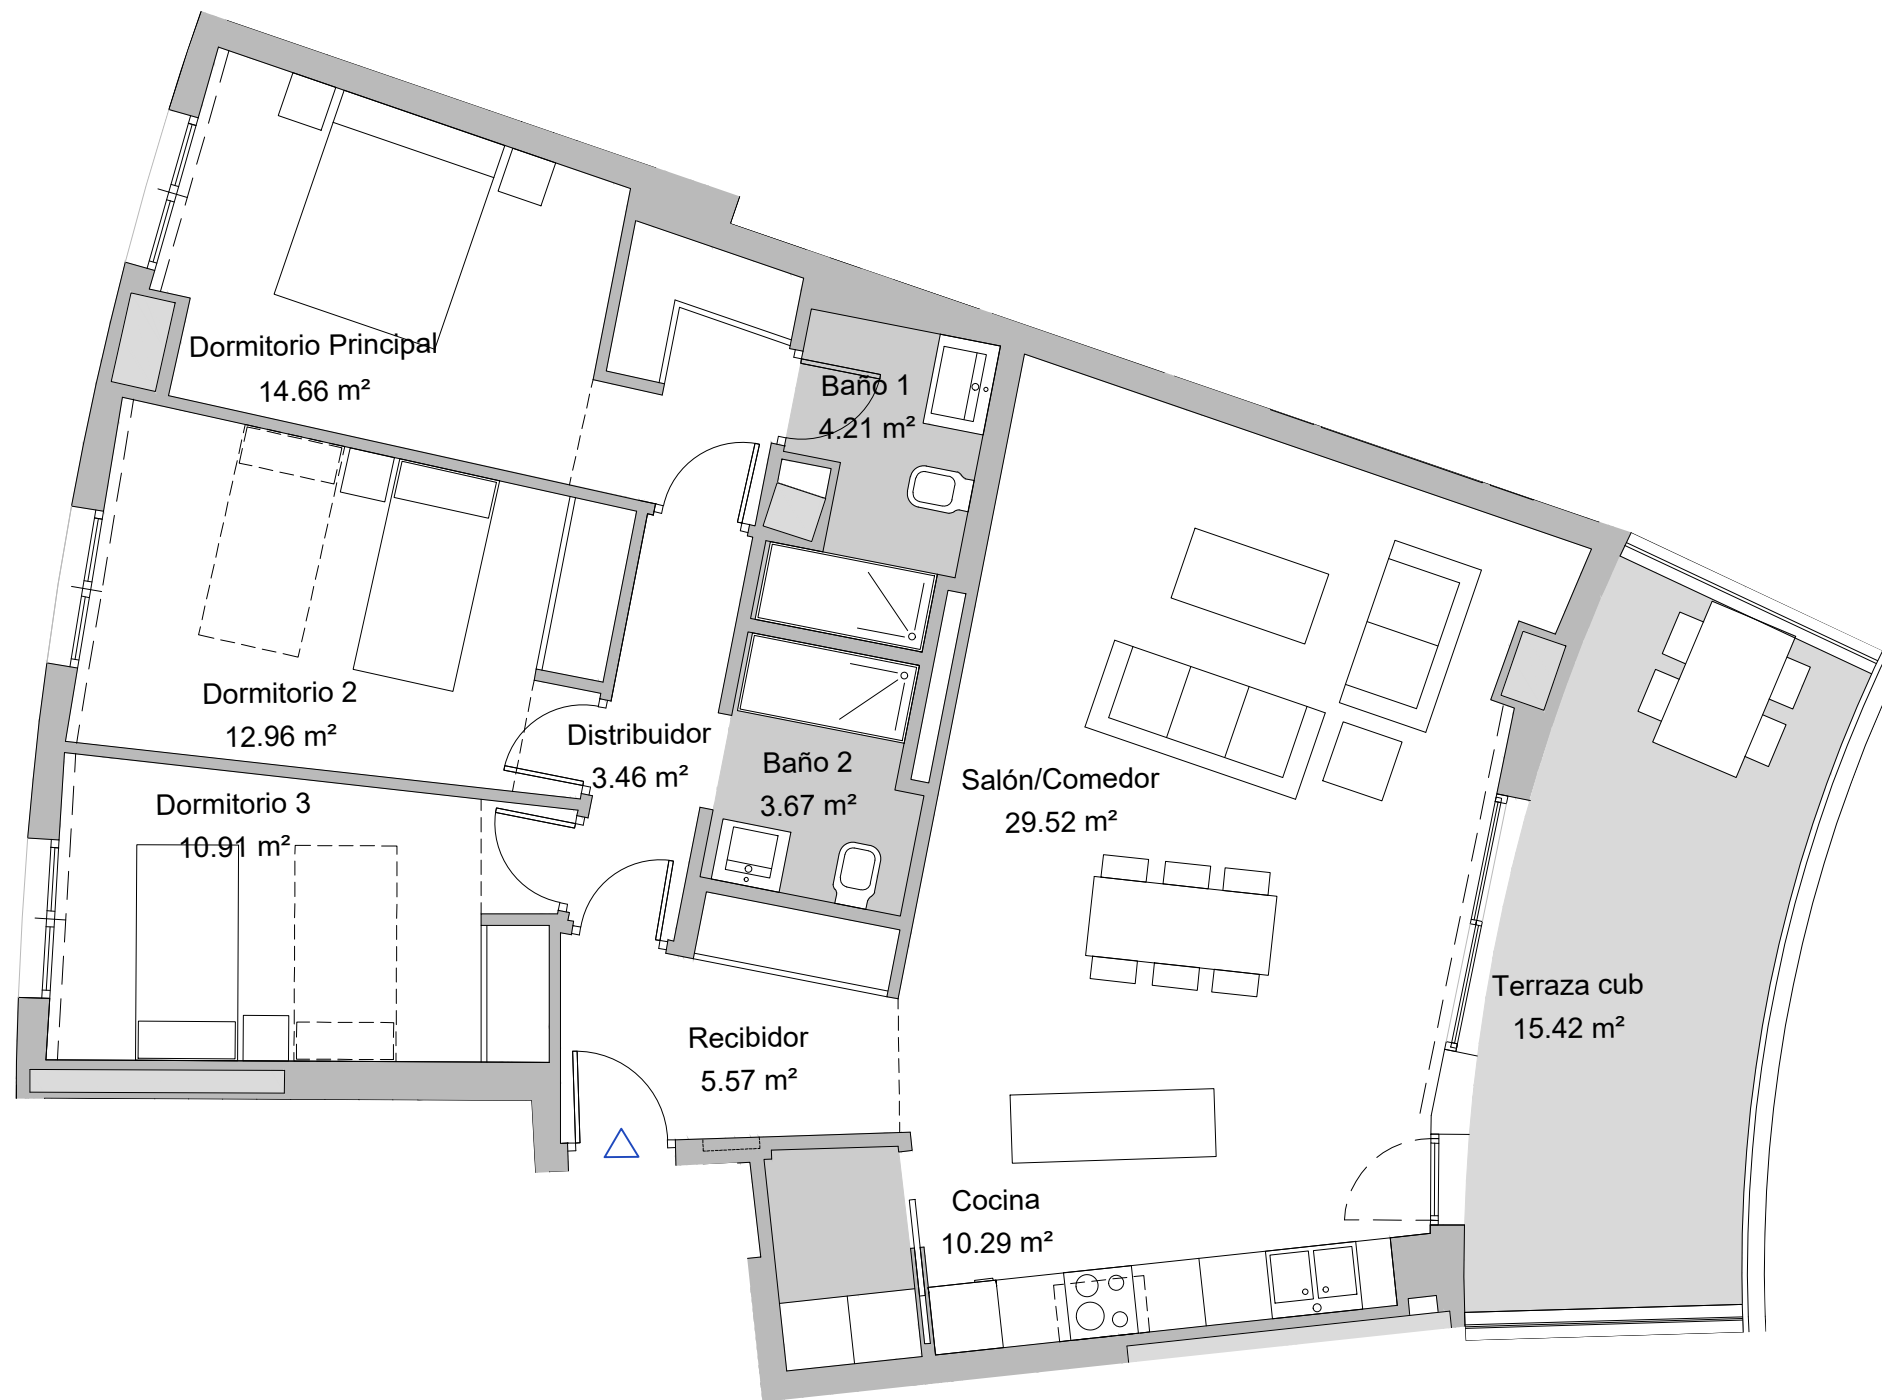 Dormitorio Principal
14.66 m²
Baño 1
4.21 m²
Dormitorio 2
12.96 m²
Distribuidor
3.46 m²
Baño 2
3.67 m²
Salón/Comedor
29.52 m²
Dormitorio 3
10.91 m²
Terraza cub
15.42 m²
Recibidor
5.57 m²
Cocina
10.29 m²